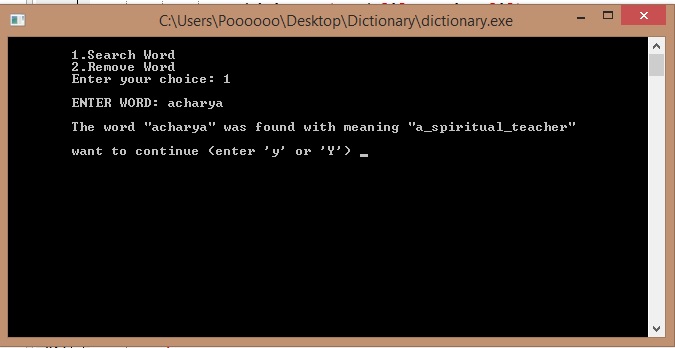 C:\Users\Poooooo\Desktop\Dictionary\dictionary.exe
1.Search Word
2.Remove Word
Enter your choice: 1
ENTER WORD: acharya
The word "acharya" was found with meaning "a_spiritual_teacher"
want to continue (enter 'y' or 'Y') _